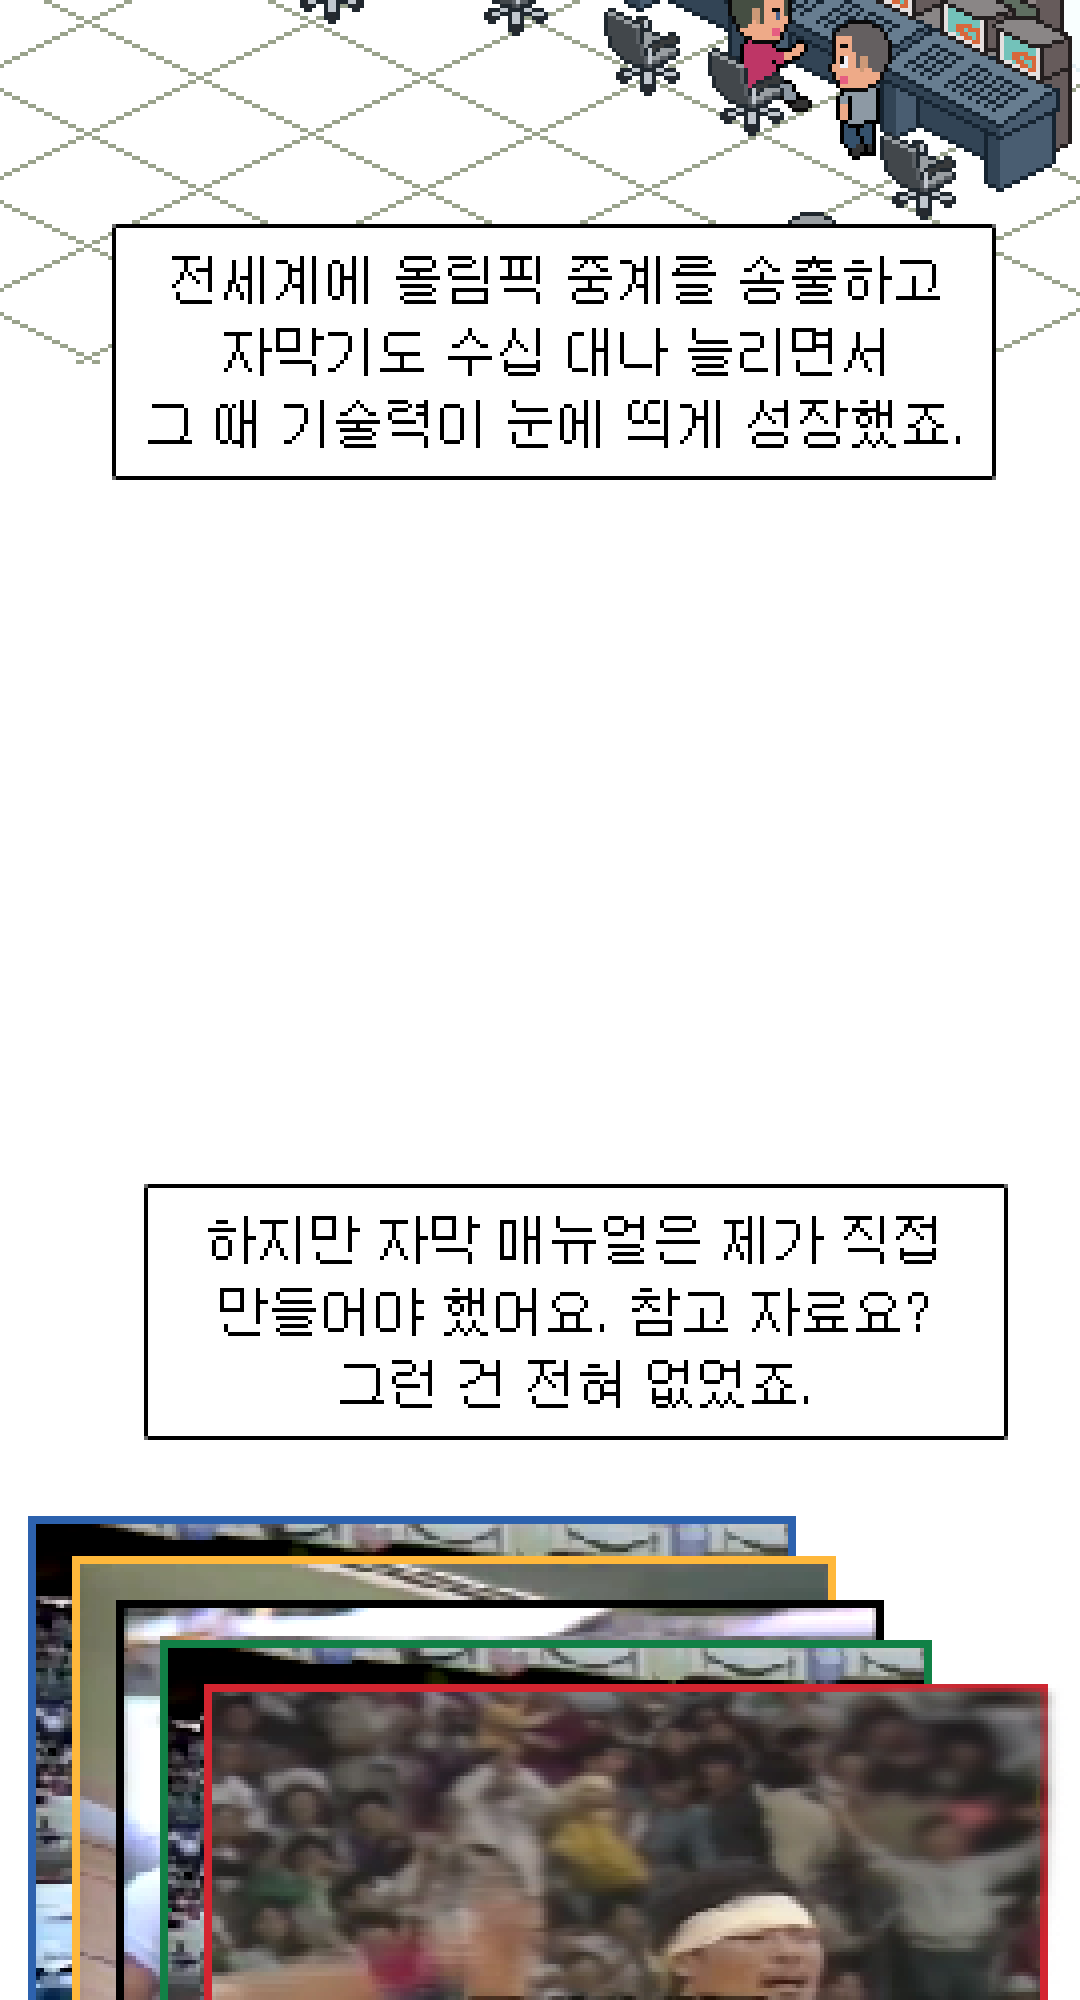 전세계에 올림픽 중계를 송출하고
자막기도 수십 대나 늘리면서
그 때 기술력이 눈에 띄게 성장했죠.
하지만 자막 매뉴얼은 제가 직접
만들어야 했어요. 참고 자료요?
그런 건 전혀 없었죠.